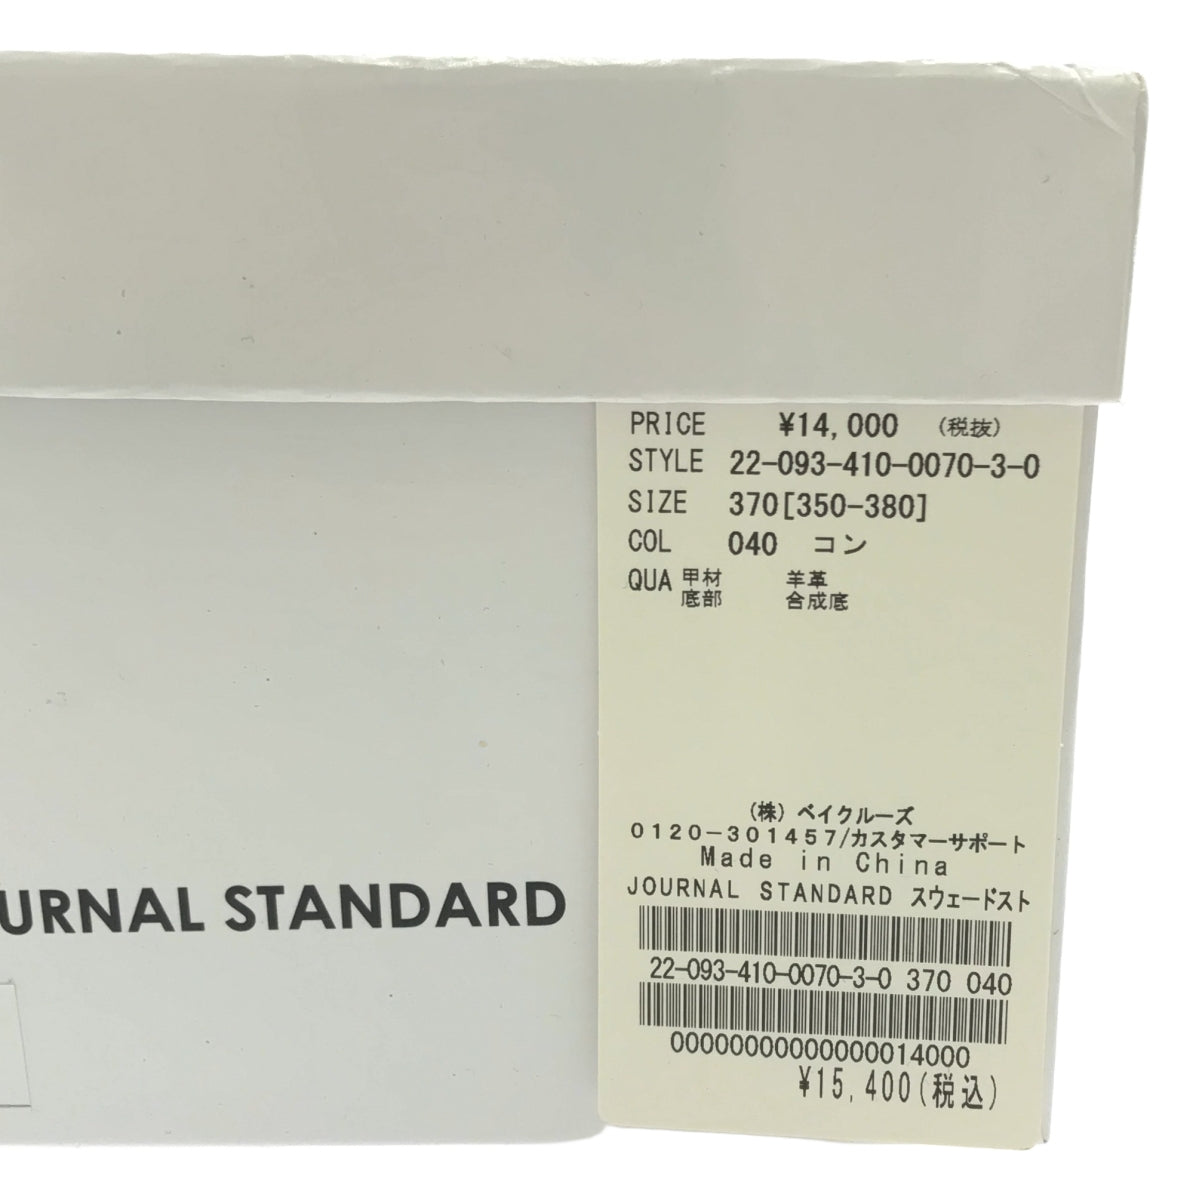 PRICE ¥14,000 (税抜)
STYLE 22-093-410-0070-3-0
SIZE 370[350-380]
COL 040 コン
QUA 甲材 羊革
底部 合成底
(株) ベイクルーズ
0120-301457/カスタマーサポート
Made in China
JOURNAL STANDARD スウェードスト
22-093-410-0070-3-0 370 040
00000000000000014000
¥15,400(税込)
OURNAL STANDARD